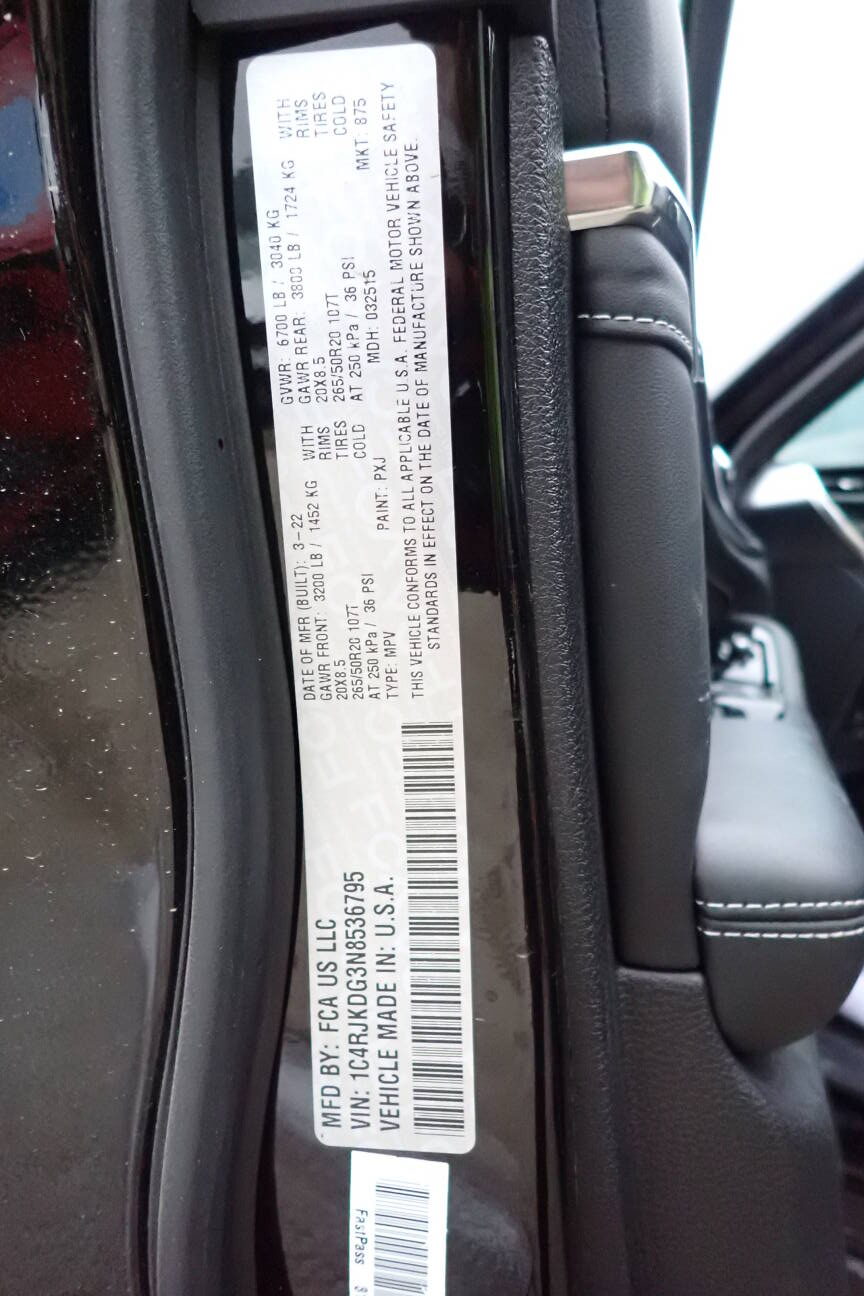 MFD BY: FCA US LLC
VIN: 1C4RJKDG3N8536795
VEHICLE MADE IN: U.S.A.
DATE OF MFR (BUILT): 3-22
GVWR: 6700 LB / 3040 KG
GAWR FRONT: 3200 LB / 1452 KG WITH
GAWR REAR: 3800 LB / 1724 KG WITH
20X8.5 RIMS
20X8.5 RIMS
265/50R20 107T TIRES
265/50R20 107T TIRES
AT 250 kPa / 36 PSI COLD
AT 250 kPa / 36 PSI COLD
TYPE: MPV
PAINT: PXJ
MDH: 032515
MKT: 875
THIS VEHICLE CONFORMS TO ALL APPLICABLE U.S.A. FEDERAL MOTOR VEHICLE SAFETY
STANDARDS IN EFFECT ON THE DATE OF MANUFACTURE SHOWN ABOVE.
FastPass